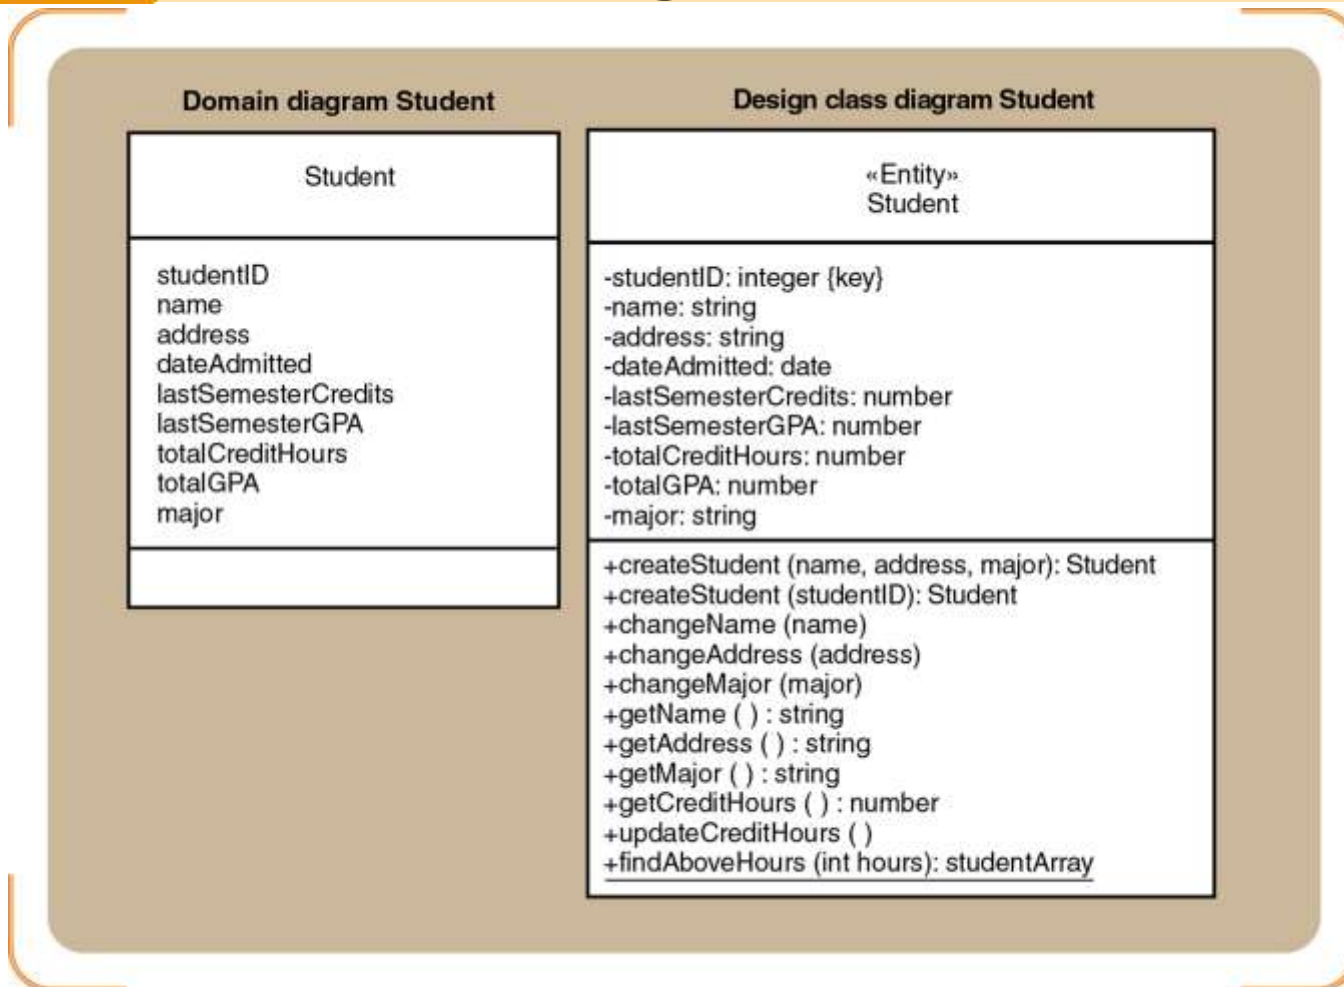 Domain diagram Student
Student
studentID
name
address
dateAdmitted
lastSemesterCredits
lastSemesterGPA
totalCreditHours
totalGPA
major
Design class diagram Student
«Entity»
Student
-studentID: integer {key}
-name: string
-address: string
-dateAdmitted: date
-lastSemesterCredits: number
-lastSemesterGPA: number
-totalCreditHours: number
-totalGPA: number
-major: string
+createStudent (name, address, major): Student
+createStudent (studentID): Student
+changeName (name)
+changeAddress (address)
+changeMajor (major)
+getName ( ) : string
+getAddress ( ) : string
+getMajor ( ) : string
+getCreditHours ( ) : number
+updateCreditHours ( )
+findAboveHours (int hours): studentArray